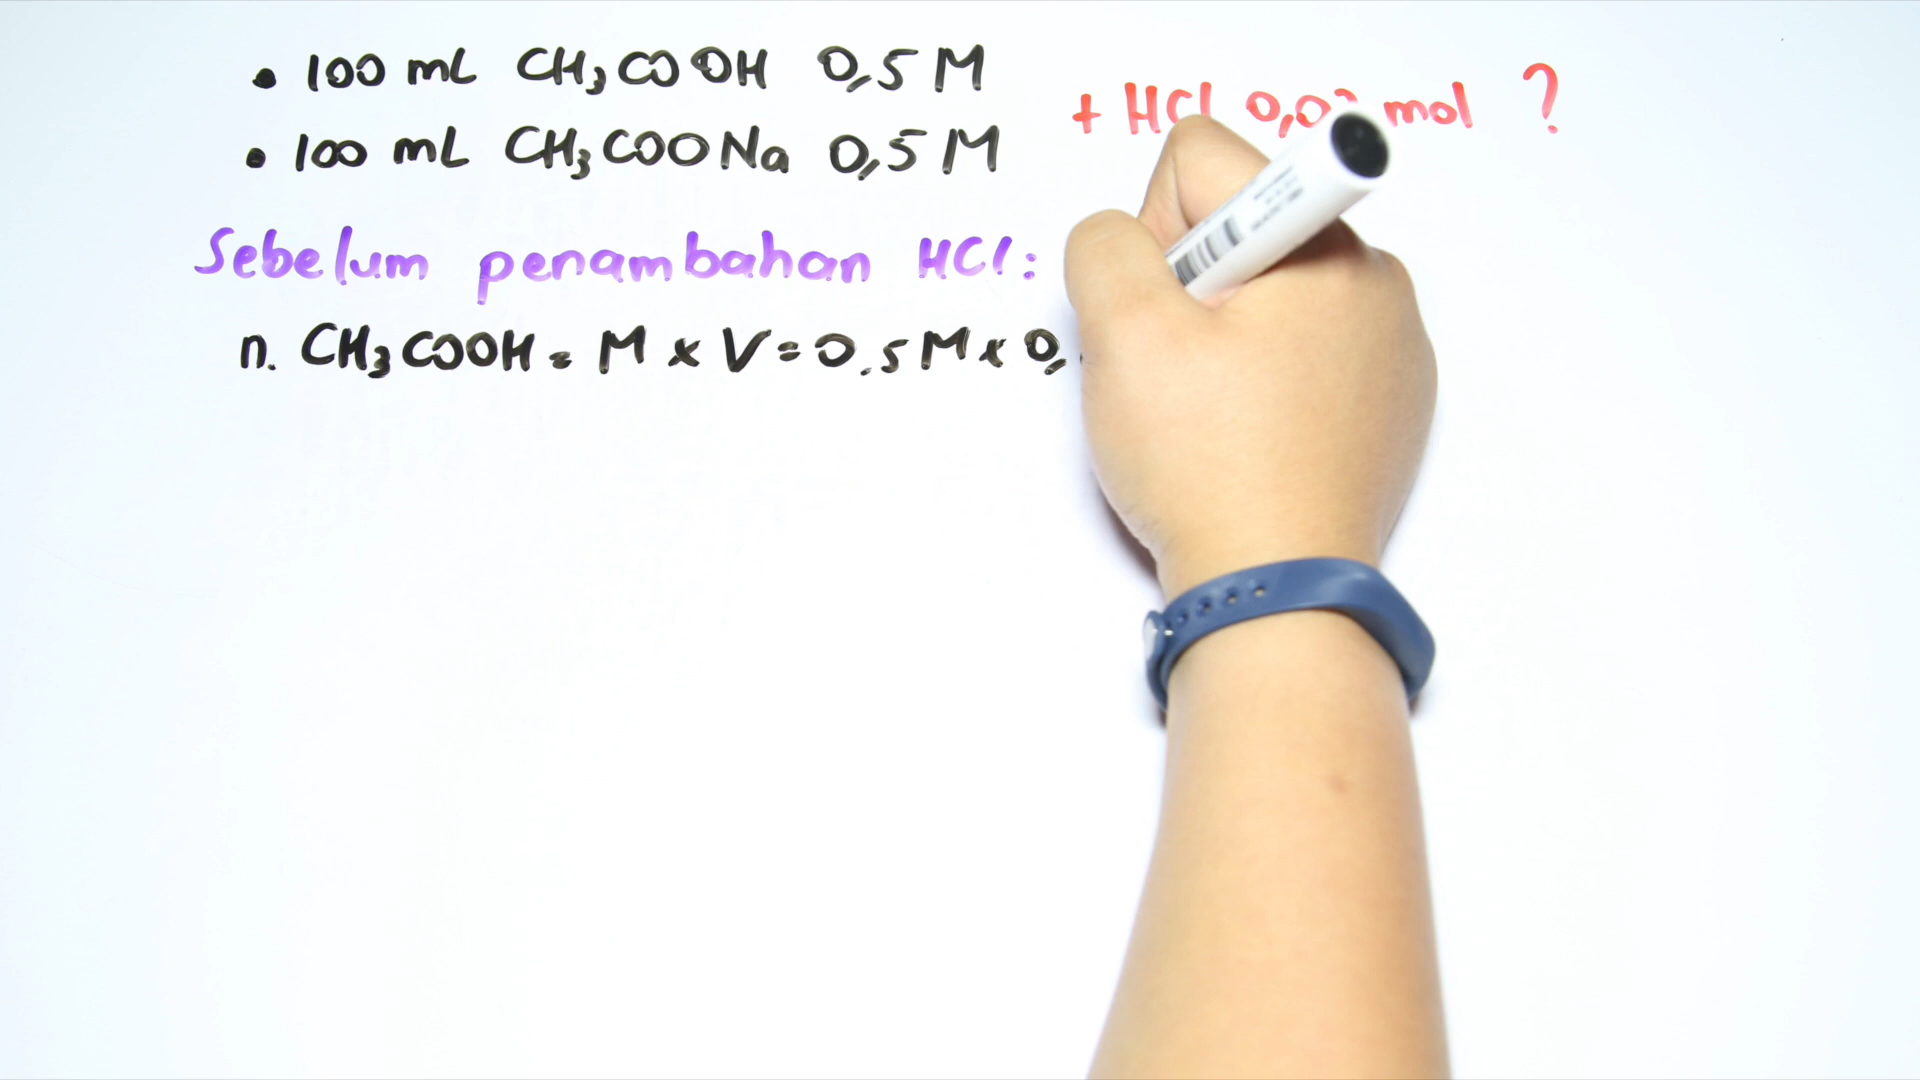 • 100 mL CH₃COOH 0,5 M
• 100 mL CH₃COONa 0,5 M
+ HCl mol ?
Sebelum penambahan HCl:
n. CH₃COOH = M x V = 0,5 M x 0,